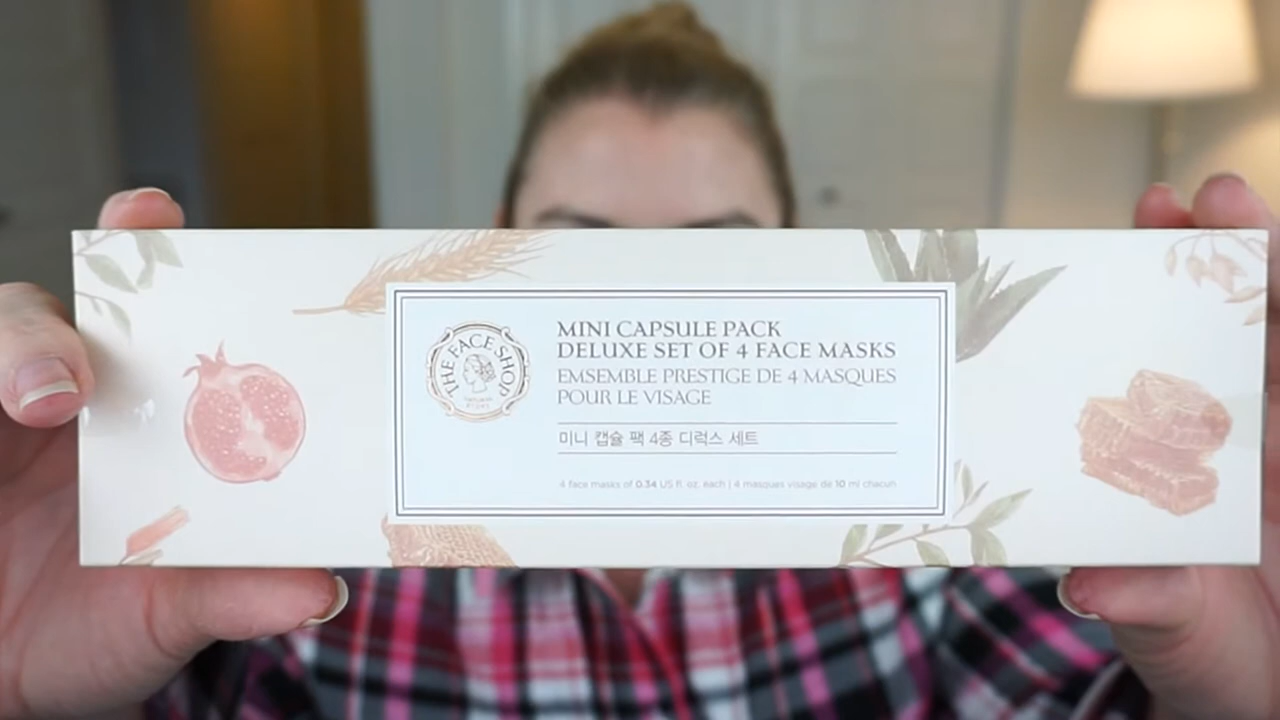 THE FACE SHOP
MINI CAPSULE PACK
DELUXE SET OF 4 FACE MASKS
EMSEMBLE PRESTIGE DE 4 MASQUES
POUR LE VISAGE
미니 캡슐 팩 4종 디럭스 세트
4 face masks of 0.34 US fl. oz. each | 4 masques visage de 10 ml chacun